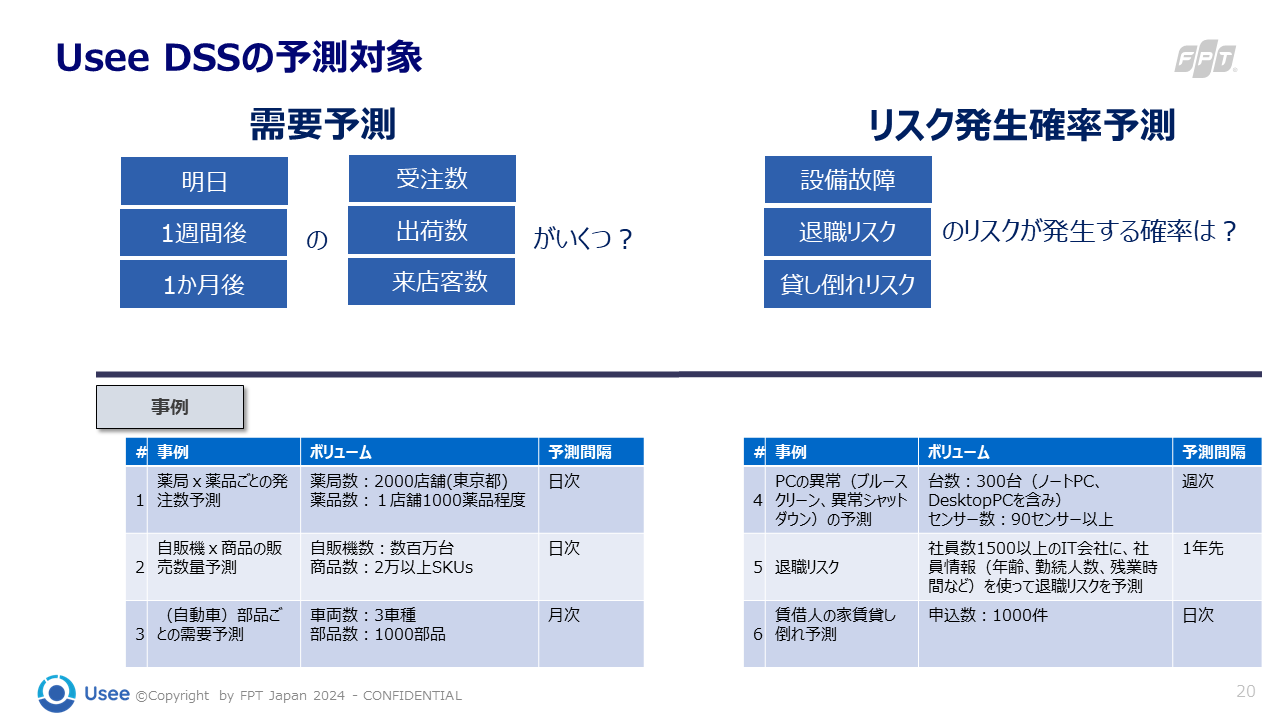 Usee DSSの予測対象
FPT
需要予測
明日
1週間後
1か月後
の
受注数
出荷数
来店客数
がいくつ？
リスク発生確率予測
設備故障
退職リスク
貸し倒れリスク
のリスクが発生する確率は？
事例
# 事例 ボリューム 予測間隔
1 薬局ｘ薬品ごとの発 薬局数：2000店舗(東京都) 日次
注数予測 薬品数：１店舗1000薬品程度
2 自販機ｘ商品の販 自販機数：数百万台 日次
売数量予測 商品数：2万以上SKUs
3 （自動車）部品ご 車両数：3車種 月次
との需要予測 部品数：1000部品
# 事例 ボリューム 予測間隔
4 PCの異常（ブルース 台数：300台（ノートPC、 週次
クリーン、異常シャット DesktopPCを含み）
ダウン）の予測 センサー数：90センサー以上
5 退職リスク 社員数1500以上のIT会社に、社 1年先
員情報（年齢、勤続人数、残業時
間など）を使って退職リスクを予測
6 賃借人の家賃貸し 申込数：1000件 日次
倒れ予測
Usee ©Copyright by FPT Japan 2024 - CONFIDENTIAL
20